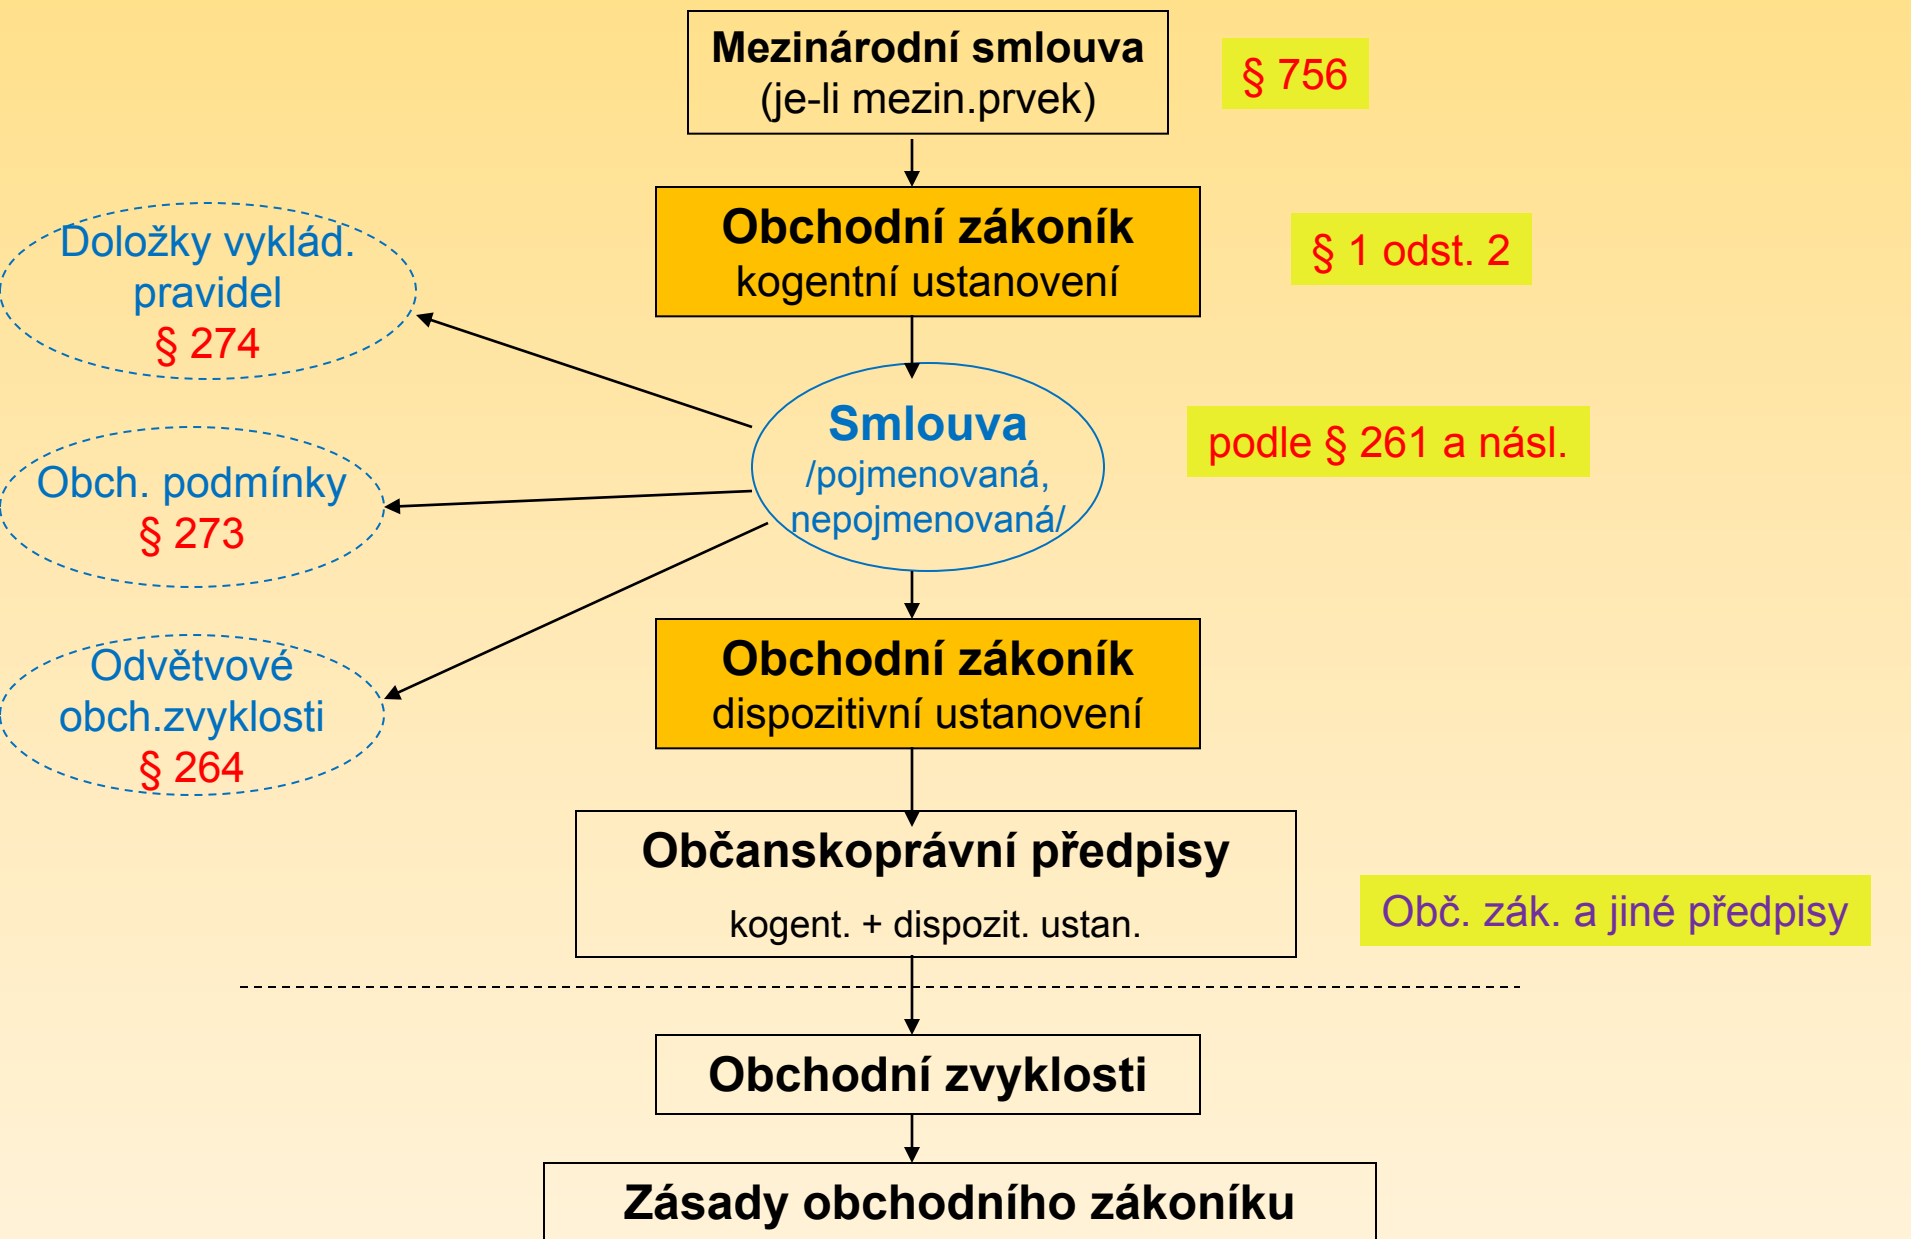 Mezinárodní smlouva
(je-li mezin.prvek)
§ 756
Obchodní zákoník
kogentní ustanovení
§ 1 odst. 2
Doložky vyklád.
pravidel
§ 274
Smlouva
/pojmenovaná,
nepojmenovaná/
podle § 261 a násl.
Obch. podmínky
§ 273
Obchodní zákoník
dispozitivní ustanovení
Odvětvové
obch.zvyklosti
§ 264
Občanskoprávní předpisy
kogent. + dispozit. ustan.
Obč. zák. a jiné předpisy
Obchodní zvyklosti
Zásady obchodního zákoníku